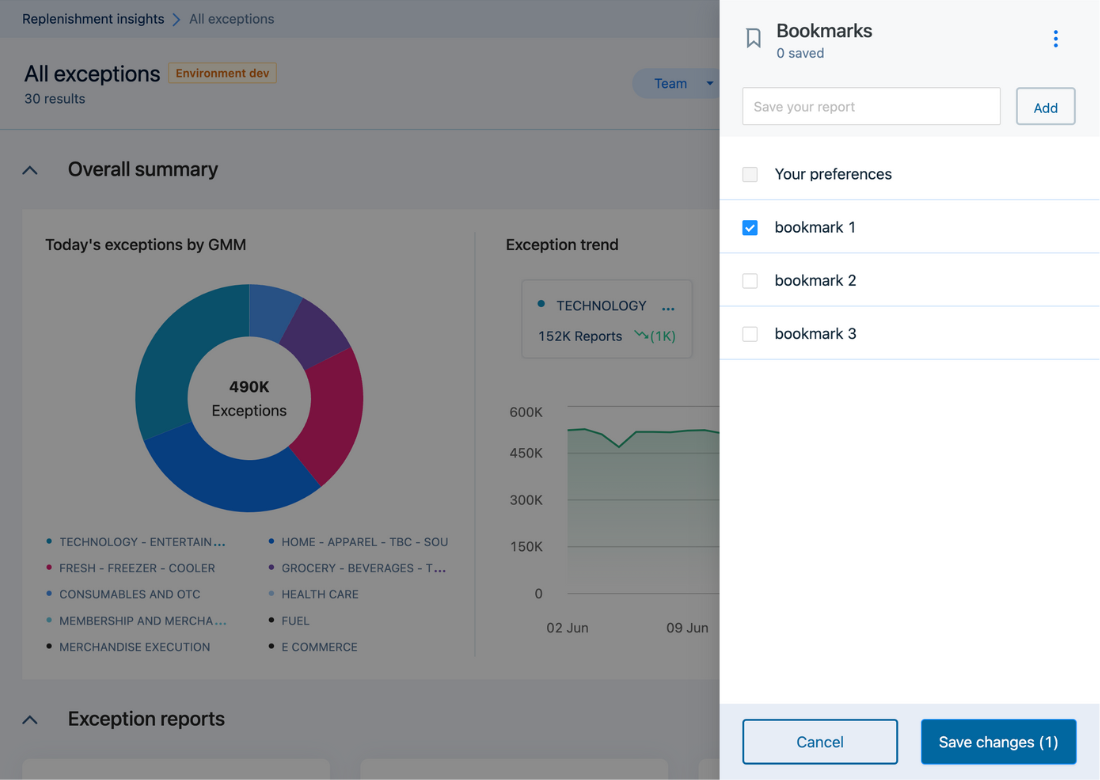 Replenishment insights > All exceptions
All exceptions Environment dev
30 results
Team
Overall summary
Today's exceptions by GMM
490K
Exceptions
TECHNOLOGY - ENTERTAIN...
HOME - APPAREL - TBC - SOU
FRESH - FREEZER - COOLER
GROCERY - BEVERAGES - T...
CONSUMABLES AND OTC
HEALTH CARE
MEMBERSHIP AND MERCHA...
FUEL
MERCHANDISE EXECUTION
E COMMERCE
Exception trend
TECHNOLOGY ...
152K Reports (1K)
600K
450K
300K
150K
0
02 Jun
09 Jun
Exception reports
Bookmarks
0 saved
Save your report
Add
Your preferences
bookmark 1
bookmark 2
bookmark 3
Cancel
Save changes (1)